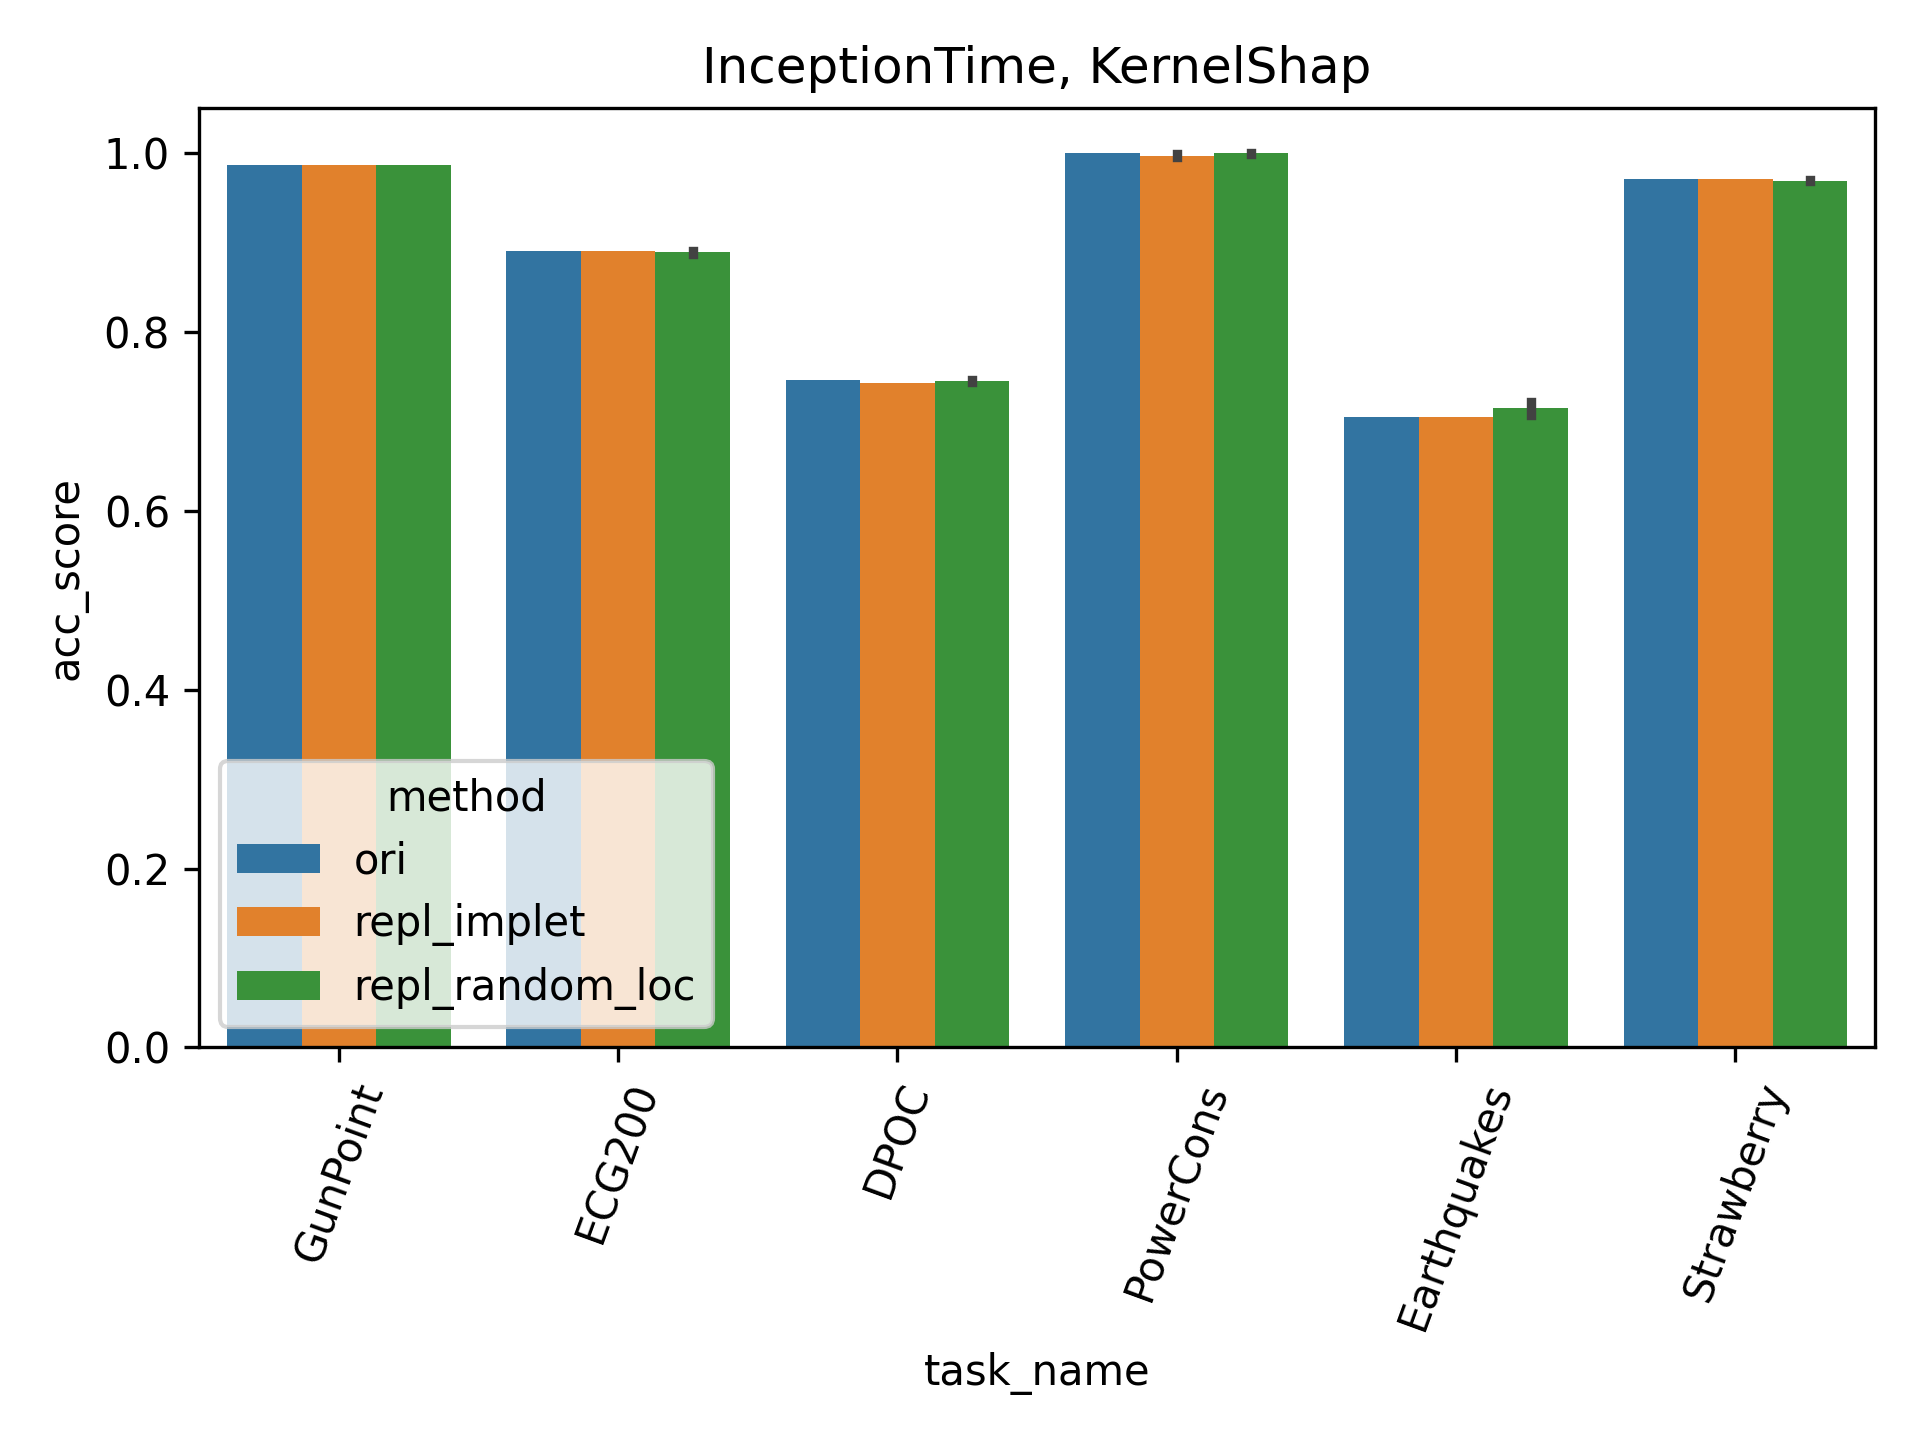 InceptionTime, KernelShap
acc_score
1.0
0.8
0.6
0.4
0.2
0.0
method
ori
repl_implet
repl_random_loc
GunPoint
ECG200
DPOC
PowerCons
Earthquakes
Strawberry
task_name